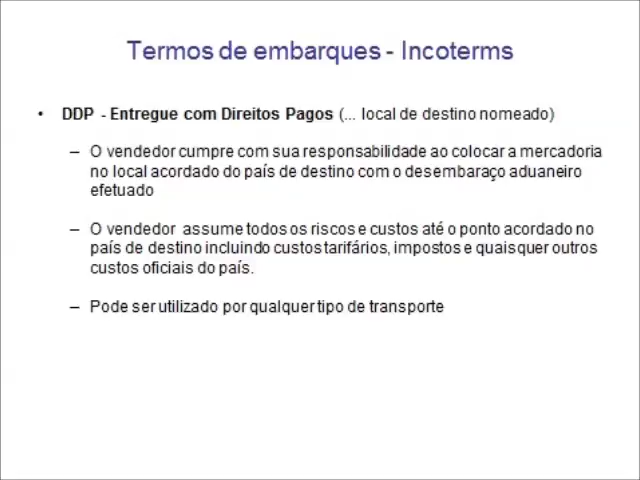 Termos de embarques - Incoterms
• DDP - Entregue com Direitos Pagos (... local de destino nomeado)
– O vendedor cumpre com sua responsabilidade ao colocar a mercadoria
no local acordado do país de destino com o desembaraço aduaneiro
efetuado
– O vendedor assume todos os riscos e custos até o ponto acordado no
país de destino incluindo custos tarifários, impostos e quaisquer outros
custos oficiais do país.
– Pode ser utilizado por qualquer tipo de transporte